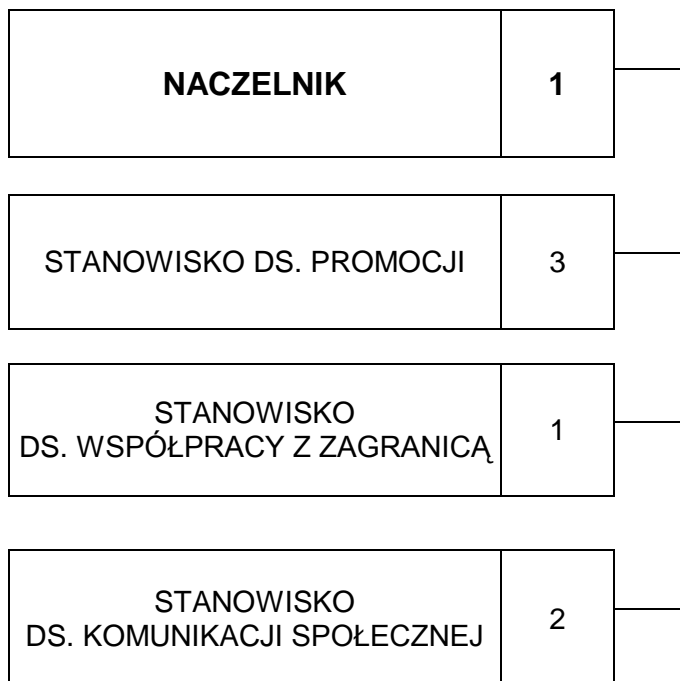 NACZELNIK 1
STANOWISKO DS. PROMOCJI 3
STANOWISKO
DS. WSPÓŁPRACY Z ZAGRANICĄ 1
STANOWISKO
DS. KOMUNIKACJI SPOŁECZNEJ 2